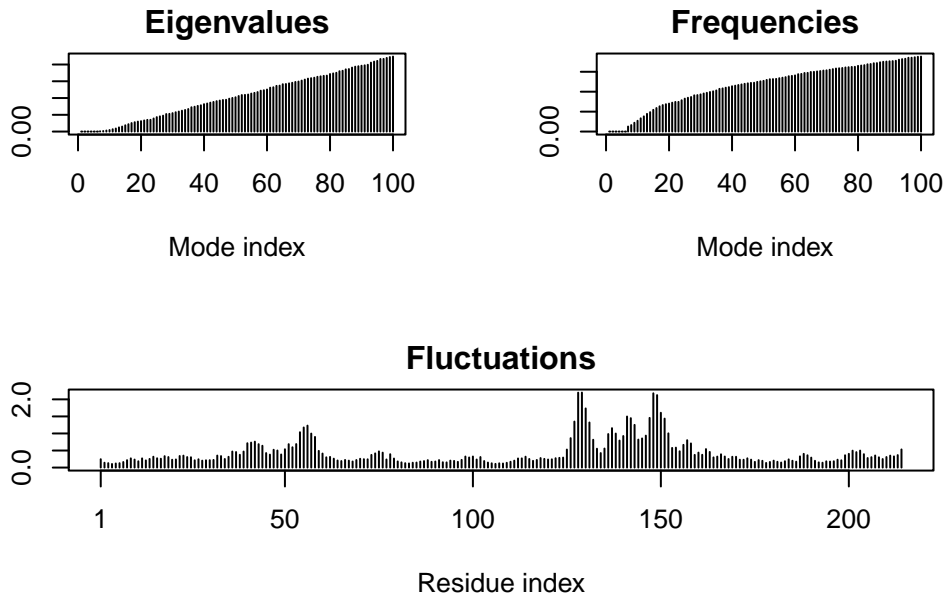 Eigenvalues
0.00
0 20 40 60 80 100
Mode index
Frequencies
0.00
0 20 40 60 80 100
Mode index
Fluctuations
0.0 2.0
1 50 100 150 200
Residue index